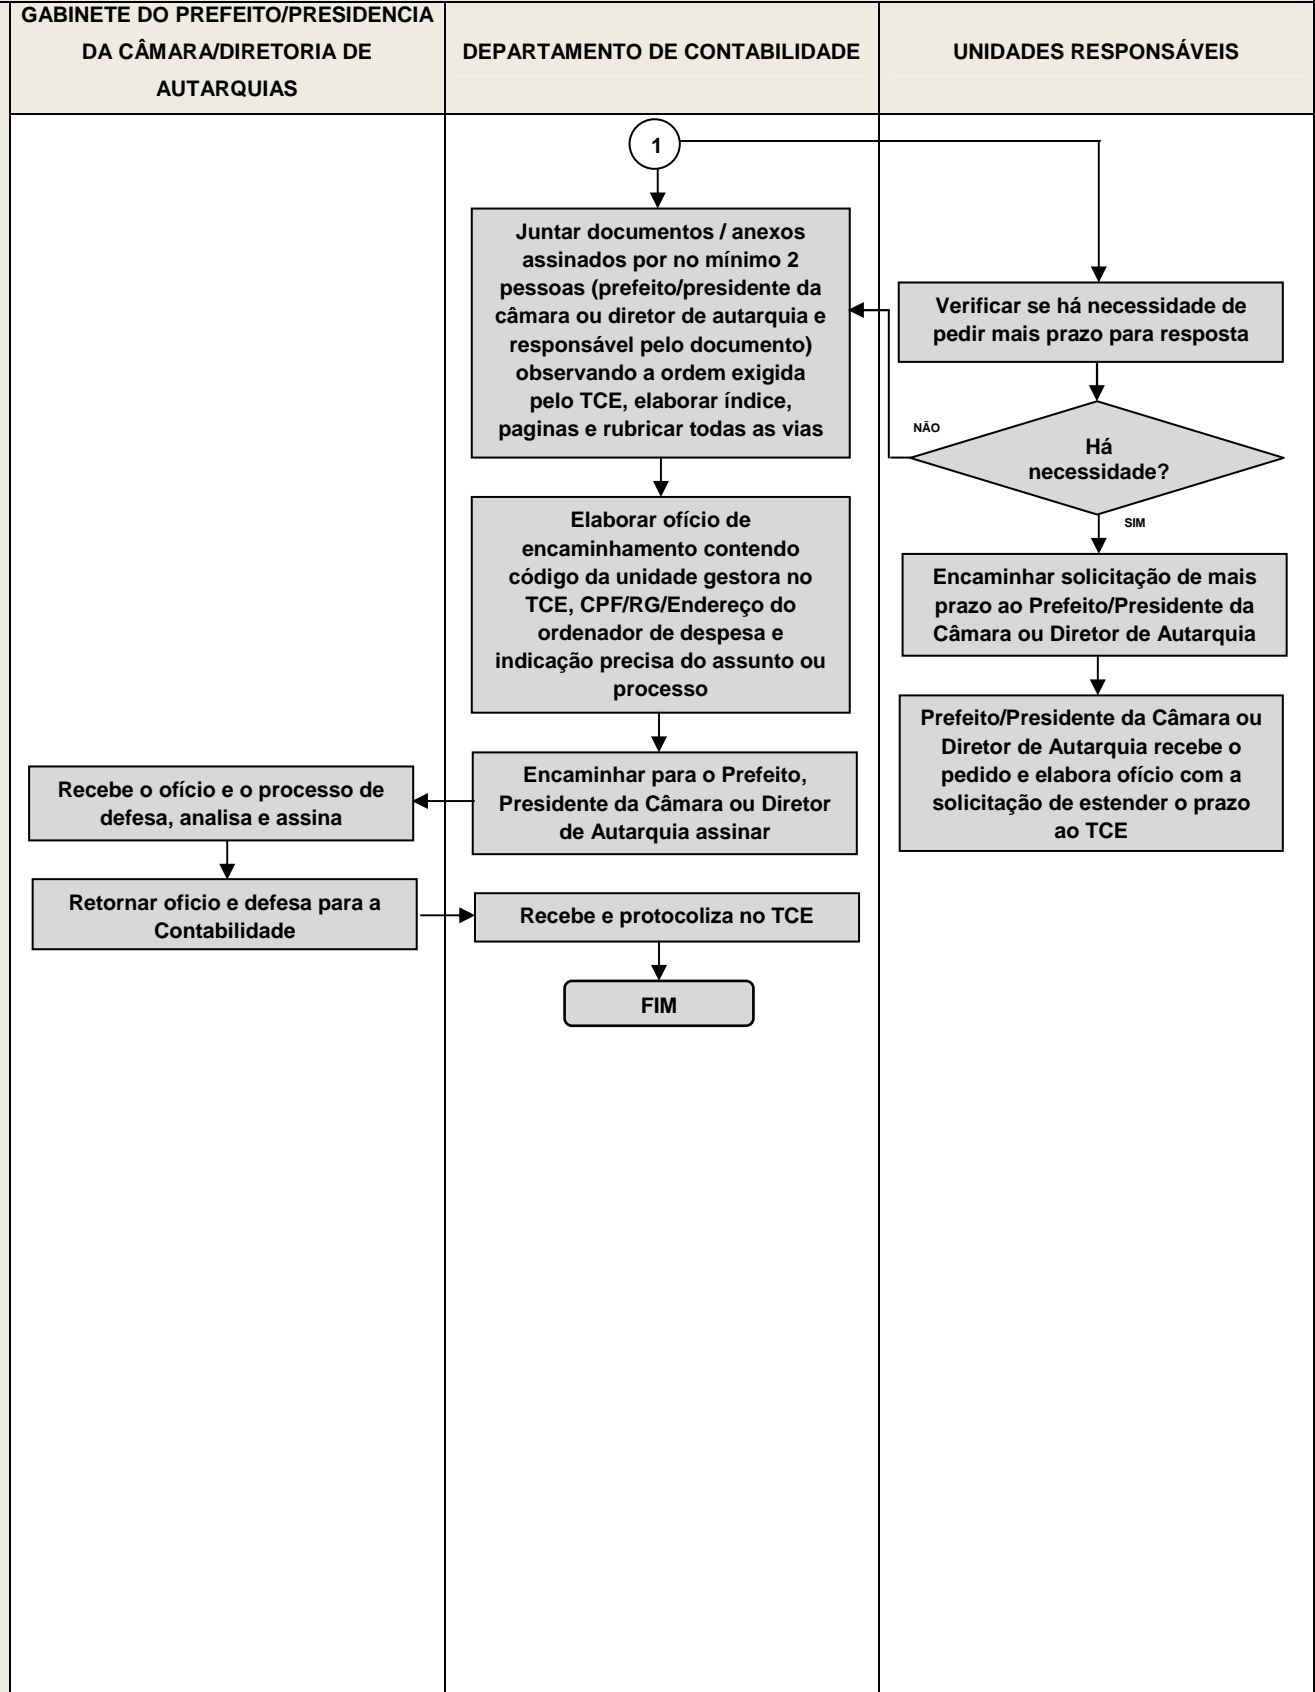 GABINETE DO PREFEITO/PRESIDENCIA
DA CÂMARA/DIRETORIA DE
AUTARQUIAS
DEPARTAMENTO DE CONTABILIDADE
UNIDADES RESPONSÁVEIS
1
Juntar documentos / anexos
assinados por no mínimo 2
pessoas (prefeito/presidente da
câmara ou diretor de autarquia e
responsável pelo documento)
observando a ordem exigida
pelo TCE, elaborar índice,
paginas e rubricar todas as vias
Verificar se há necessidade de
pedir mais prazo para resposta
NÃO
Há
necessidade?
SIM
Elaborar ofício de
encaminhamento contendo
código da unidade gestora no
TCE, CPF/RG/Endereço do
ordenador de despesa e
indicação precisa do assunto ou
processo
Encaminhar solicitação de mais
prazo ao Prefeito/Presidente da
Câmara ou Diretor de Autarquia
Prefeito/Presidente da Câmara ou
Diretor de Autarquia recebe o
pedido e elabora ofício com a
solicitação de estender o prazo
ao TCE
Encaminhar para o Prefeito,
Presidente da Câmara ou Diretor
de Autarquia assinar
Recebe o ofício e o processo de
defesa, analisa e assina
Retornar oficio e defesa para a
Contabilidade
Recebe e protocoliza no TCE
FIM